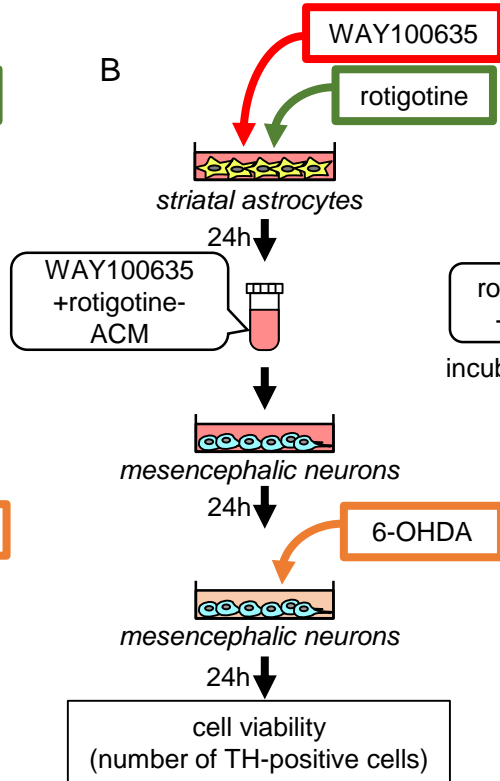 B
WAY100635
rotigotine
striatal astrocytes
24h
WAY100635
+rotigotine-
ACM
mesencephalic neurons
24h
6-OHDA
mesencephalic neurons
24h
cell viability
(number of TH-positive cells)